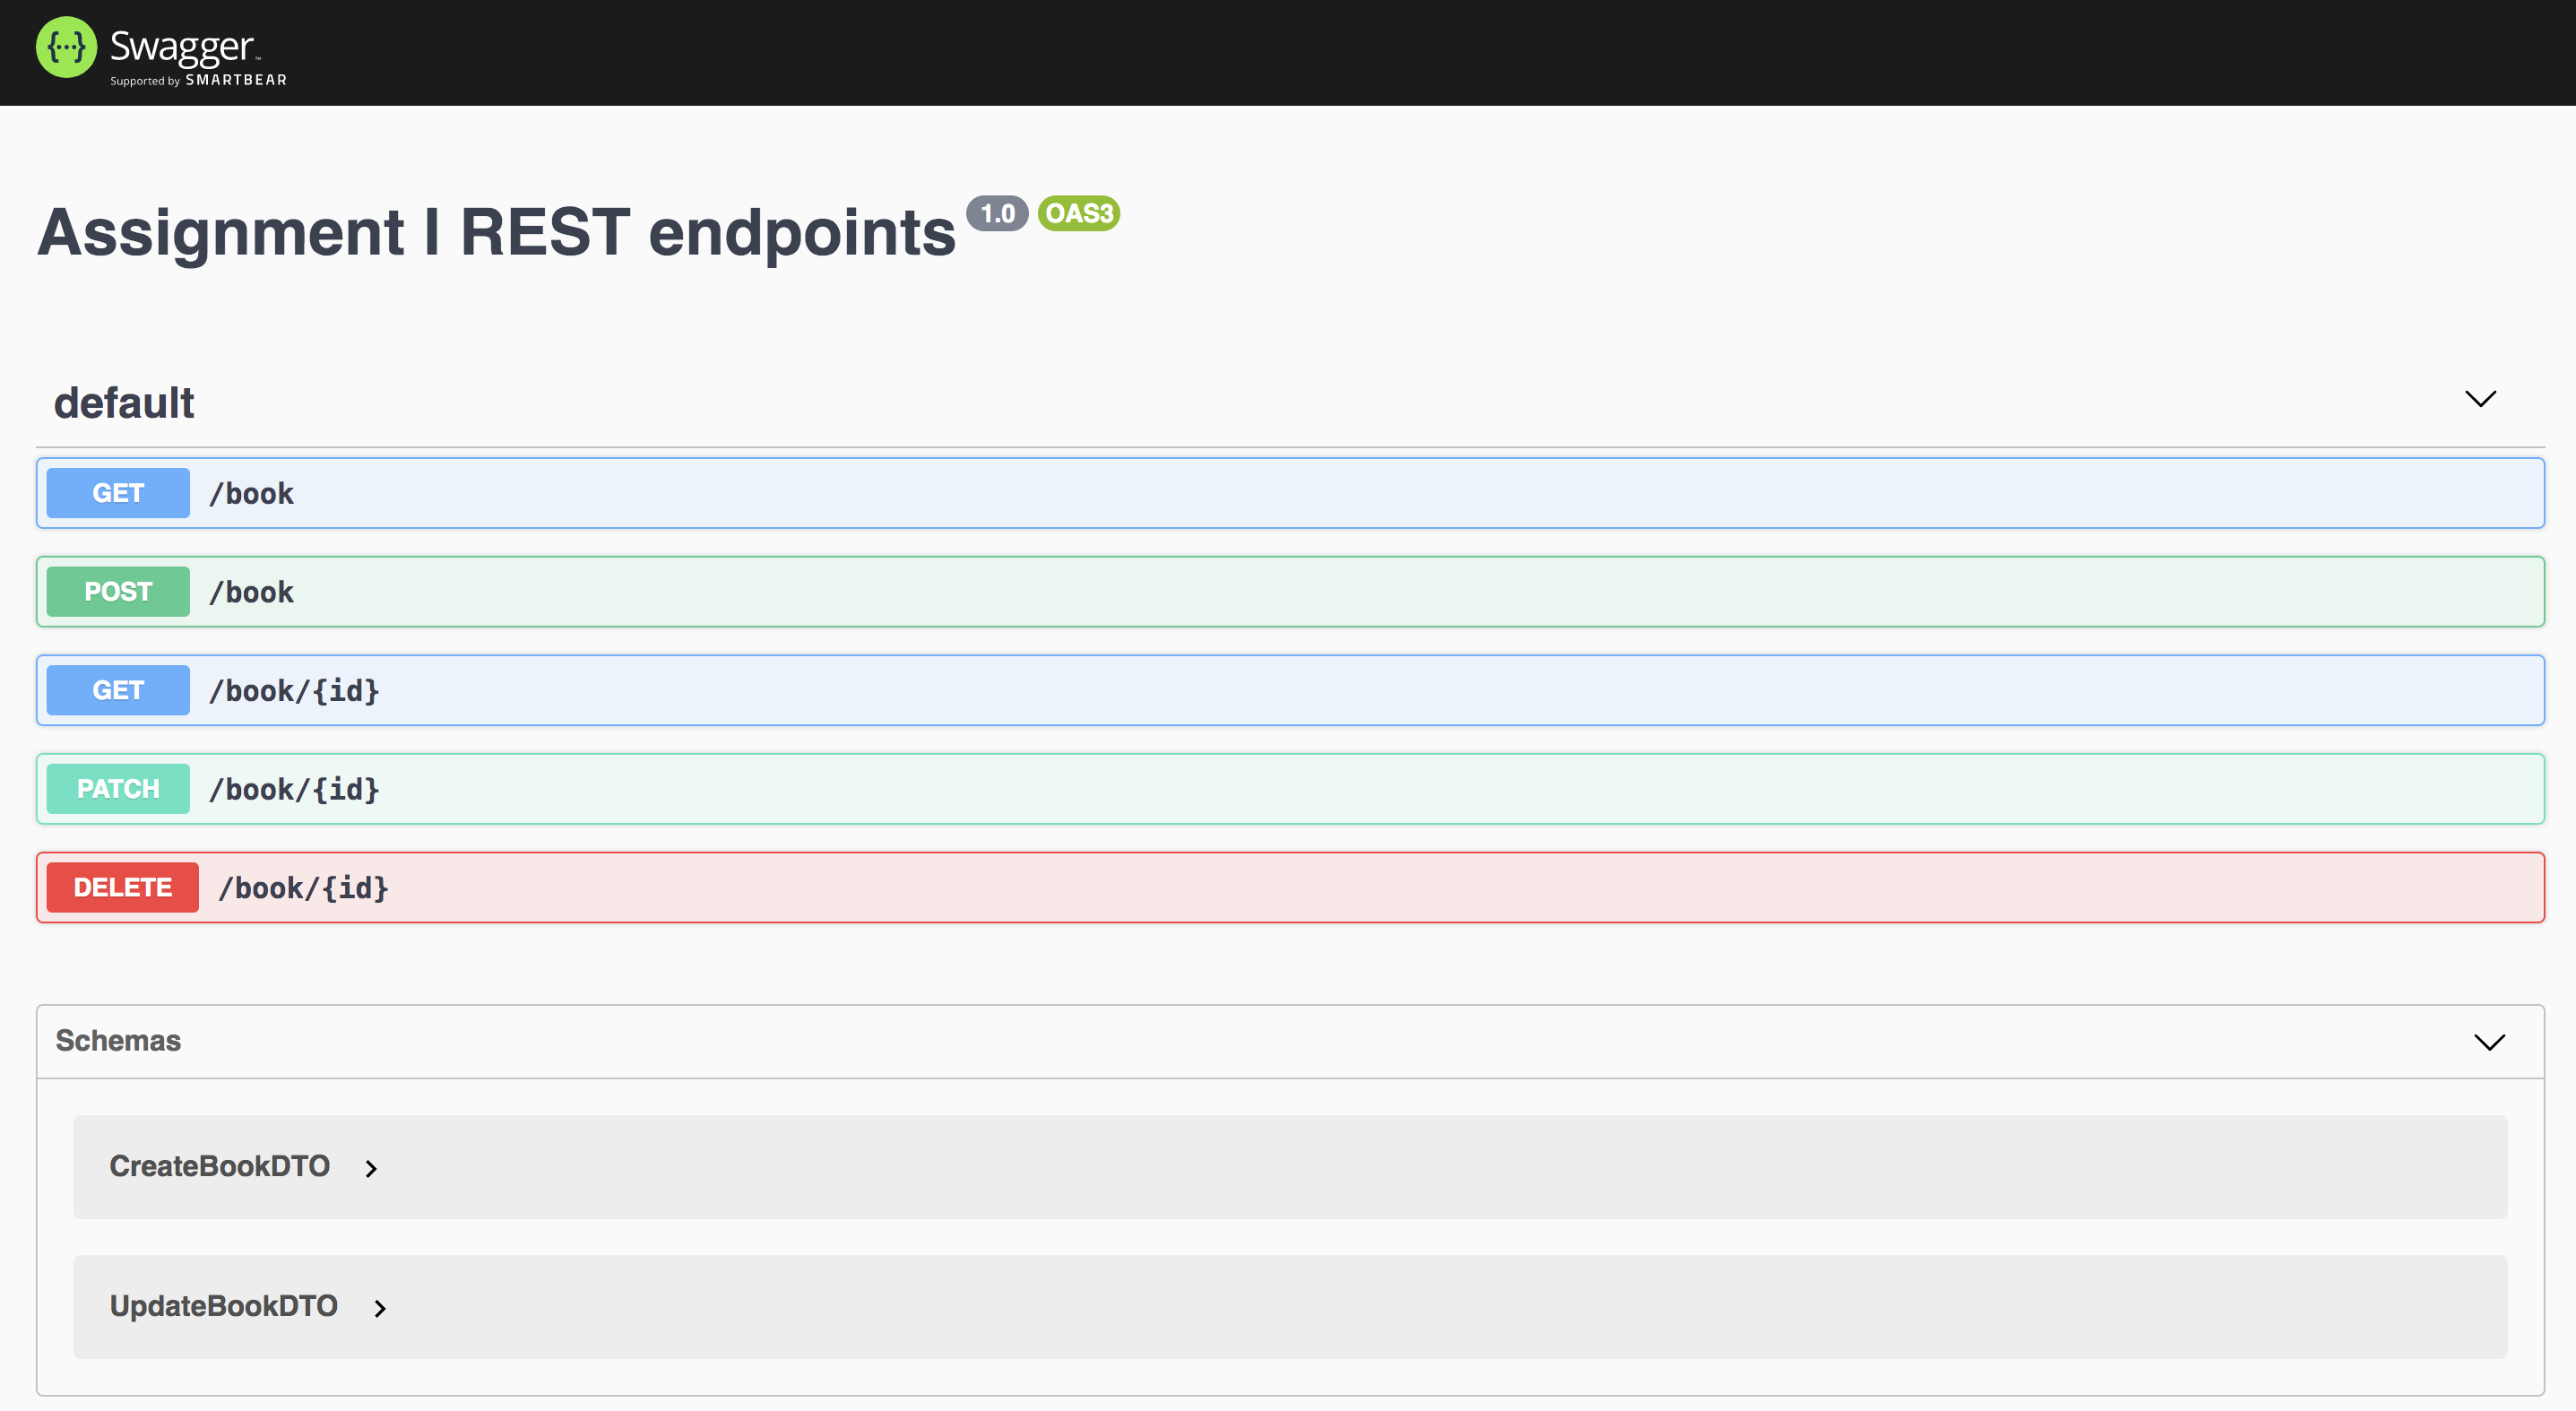 {···} Swagger™
Supported by SMARTBEAR
Assignment I REST endpoints 1.0 OAS3
default
GET /book
POST /book
GET /book/{id}
PATCH /book/{id}
DELETE /book/{id}
Schemas
CreateBookDTO >
UpdateBookDTO >